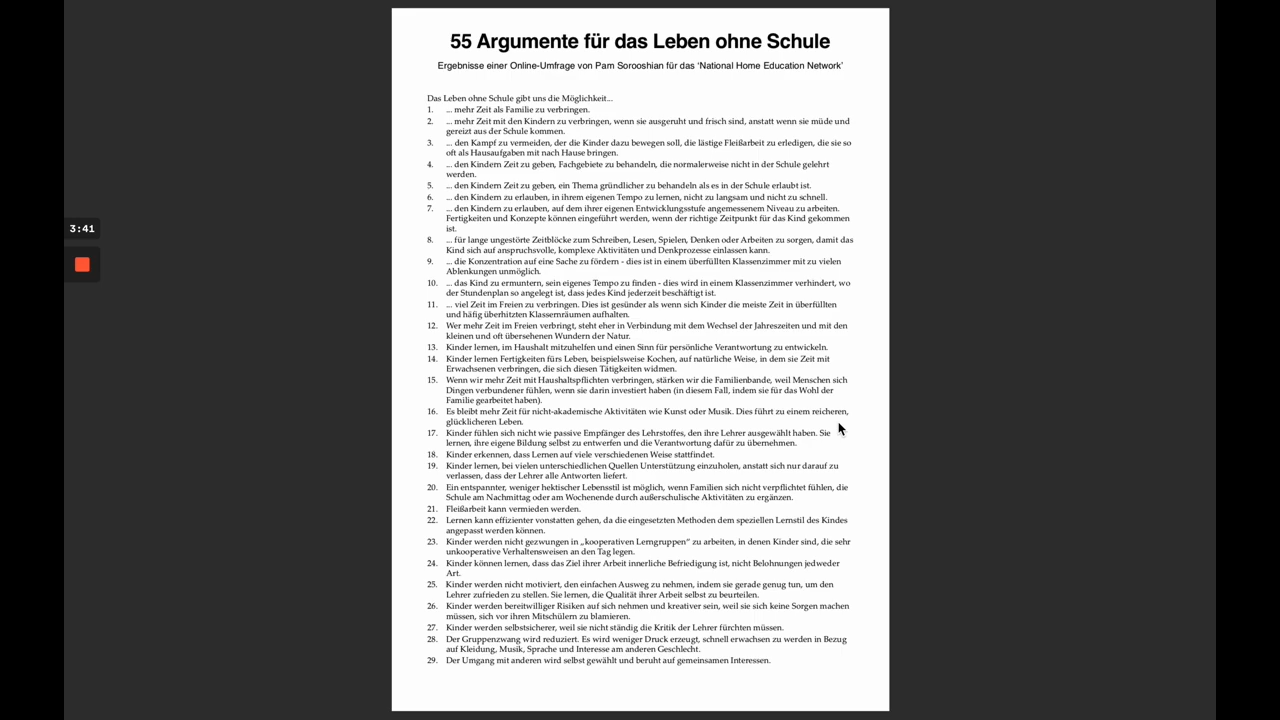 55 Argumente für das Leben ohne Schule
Ergebnisse einer Online-Umfrage von Pam Sorooshian für das ‘National Home Education Network’
Das Leben ohne Schule gibt uns die Möglichkeit...
1. ... mehr Zeit als Familie zu verbringen.
2. ... mehr Zeit mit den Kindern zu verbringen, wenn sie ausgeruht und frisch sind, anstatt wenn sie müde und
gereizt aus der Schule kommen.
3. ... den Kampf zu vermeiden, der die Kinder dazu bewegen soll, die lästige Fleißarbeit zu erledigen, die sie so
oft als Hausaufgaben mit nach Hause bringen.
4. ... den Kindern Zeit zu geben, Fachgebiete zu behandeln, die normalerweise nicht in der Schule gelehrt
werden.
5. ... den Kindern Zeit zu geben, ein Thema gründlicher zu behandeln als es in der Schule erlaubt ist.
6. ... den Kindern zu erlauben, in ihrem eigenen Tempo zu lernen, nicht zu langsam und nicht zu schnell.
7. ... den Kindern zu erlauben, auf dem ihrer eigenen Entwicklungsstufe angemessenem Niveau zu arbeiten.
Fertigkeiten und Konzepte können eingeführt werden, wenn der richtige Zeitpunkt für das Kind gekommen
ist.
8. ... für lange ungestörte Zeitblöcke zum Schreiben, Lesen, Spielen, Denken oder Arbeiten zu sorgen, damit das
Kind sich auf anspruchsvolle, komplexe Aktivitäten und Denkprozesse einlassen kann.
9. ... die Konzentration auf eine Sache zu fördern - dies ist in einem überfüllten Klassenzimmer mit zu vielen
Ablenkungen unmöglich.
10. ... das Kind zu ermuntern, sein eigenes Tempo zu finden - dies wird in einem Klassenzimmer verhindert, wo
der Stundenplan so angelegt ist, dass jedes Kind jederzeit beschäftigt ist.
11. ... viel Zeit im Freien zu verbringen. Dies ist gesünder als wenn sich Kinder die meiste Zeit in überfüllten
und häfig überhitzten Klassernräumen aufhalten.
12. Wer mehr Zeit im Freien verbringt, steht eher in Verbindung mit dem Wechsel der Jahreszeiten und mit den
kleinen und oft übersehenen Wundern der Natur.
13. Kinder lernen, im Haushalt mitzuhelfen und einen Sinn für persönliche Verantwortung zu entwickeln.
14. Kinder lernen Fertigkeiten fürs Leben, beispielsweise Kochen, auf natürliche Weise, in dem sie Zeit mit
Erwachsenen verbringen, die sich diesen Tätigkeiten widmen.
15. Wenn wir mehr Zeit mit Haushaltspflichten verbringen, stärken wir die Familienbande, weil Menschen sich
Dingen verbundener fühlen, wenn sie darin investiert haben (in diesem Fall, indem sie für das Wohl der
Familie gearbeitet haben).
16. Es bleibt mehr Zeit für nicht-akademische Aktivitäten wie Kunst oder Musik. Dies führt zu einem reicheren,
glücklicheren Leben.
17. Kinder fühlen sich nicht wie passive Empfänger des Lehrstoffes, den ihre Lehrer ausgewählt haben. Sie
lernen, ihre eigene Bildung selbst zu entwerfen und die Verantwortung dafür zu übernehmen.
18. Kinder erkennen, dass Lernen auf viele verschiedenen Weise stattfindet.
19. Kinder lernen, bei vielen unterschiedlichen Quellen Unterstützung einzuholen, anstatt sich nur darauf zu
verlassen, dass der Lehrer alle Antworten liefert.
20. Ein entspannter, weniger hektischer Lebensstil ist möglich, wenn Familien sich nicht verpflichtet fühlen, die
Schule am Nachmittag oder am Wochenende durch außerschulische Aktivitäten zu ergänzen.
21. Fleißarbeit kann vermieden werden.
22. Lernen kann effizienter vonstatten gehen, da die eingesetzten Methoden dem speziellen Lernstil des Kindes
angepasst werden können.
23. Kinder werden nicht gezwungen in „kooperativen Lerngruppen“ zu arbeiten, in denen Kinder sind, die sehr
unkooperative Verhaltensweisen an den Tag legen.
24. Kinder können lernen, dass das Ziel ihrer Arbeit innerliche Befriedigung ist, nicht Belohnungen jedweder
Art.
25. Kinder werden nicht motiviert, den einfachen Ausweg zu nehmen, indem sie gerade genug tun, um den
Lehrer zufrieden zu stellen. Sie lernen, die Qualität ihrer Arbeit selbst zu beurteilen.
26. Kinder werden bereitwilliger Risiken auf sich nehmen und kreativer sein, weil sie sich keine Sorgen machen
müssen, sich vor ihren Mitschülern zu blamieren.
27. Kinder werden selbstsicherer, weil sie nicht ständig die Kritik der Lehrer fürchten müssen.
28. Der Gruppenzwang wird reduziert. Es wird weniger Druck erzeugt, schnell erwachsen zu werden in Bezug
auf Kleidung, Musik, Sprache und Interesse am anderen Geschlecht.
29. Der Umgang mit anderen wird selbst gewählt und beruht auf gemeinsamen Interessen.
3:41